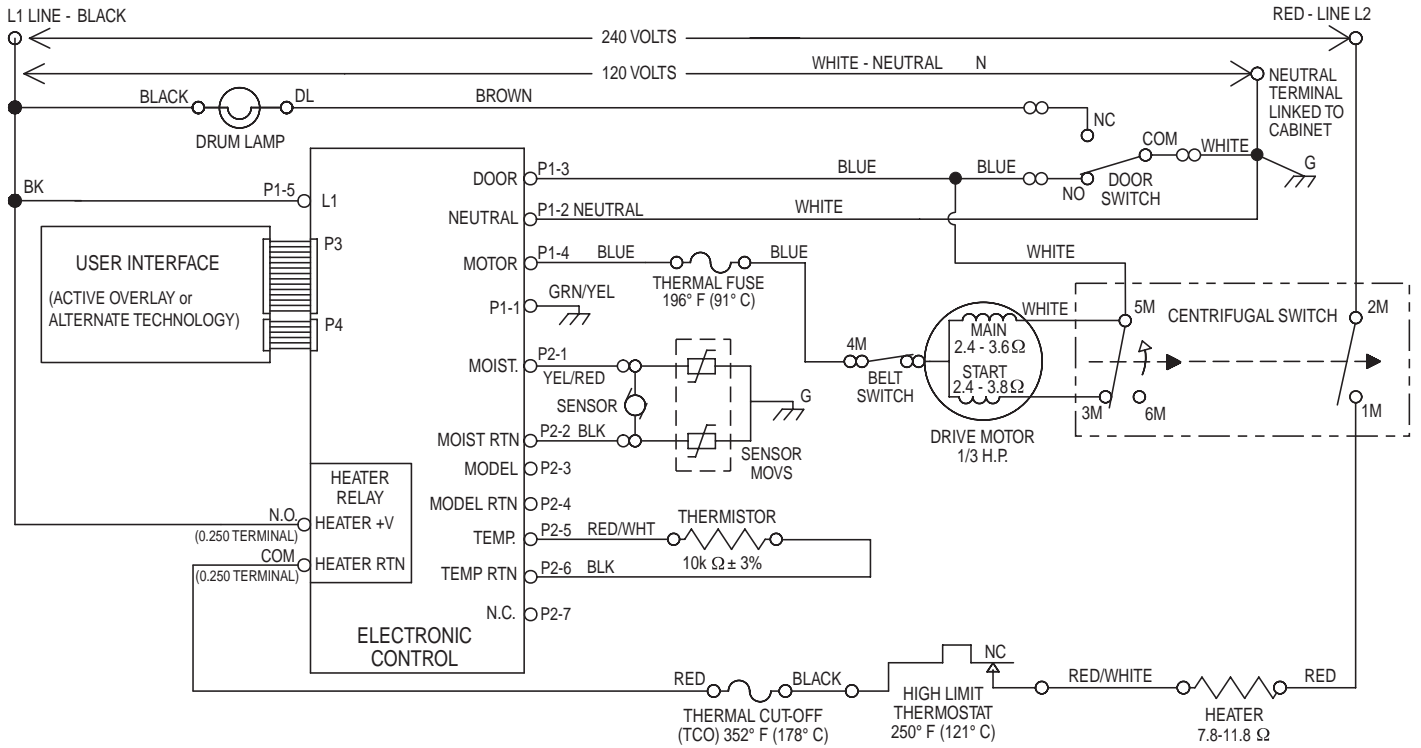 L1 LINE - BLACK
RED - LINE L2
240 VOLTS
120 VOLTS
WHITE - NEUTRAL N
NEUTRAL
TERMINAL
LINKED TO
CABINET
BLACK
DL
BROWN
DRUM LAMP
NC
COM
WHITE
G
NO
DOOR
SWITCH
BK
P1-5
L1
DOOR
P1-3
BLUE
BLUE
NEUTRAL
P1-2 NEUTRAL
WHITE
P3
USER INTERFACE
(ACTIVE OVERLAY or
ALTERNATE TECHNOLOGY)
P4
MOTOR
P1-4
BLUE
BLUE
THERMAL FUSE
196° F (91° C)
WHITE
P1-1
GRN/YEL
WHITE
5M
CENTRIFUGAL SWITCH
2M
MAIN
2.4 - 3.6Ω
START
2.4 - 3.8Ω
4M
BELT
SWITCH
3M
6M
1M
DRIVE MOTOR
1/3 H.P.
MOIST.
P2-1
YEL/RED
SENSOR
G
MOIST RTN
P2-2 BLK
SENSOR
MOVS
MODEL
P2-3
MODEL RTN
P2-4
HEATER
RELAY
N.O.
(0.250 TERMINAL)
HEATER +V
COM
(0.250 TERMINAL)
HEATER RTN
TEMP.
P2-5
RED/WHT
THERMISTOR
10k Ω ± 3%
TEMP RTN
P2-6
BLK
N.C.
P2-7
ELECTRONIC
CONTROL
RED
BLACK
THERMAL CUT-OFF
(TCO) 352° F (178° C)
NC
HIGH LIMIT
THERMOSTAT
250° F (121° C)
RED/WHITE
RED
HEATER
7.8-11.8 Ω